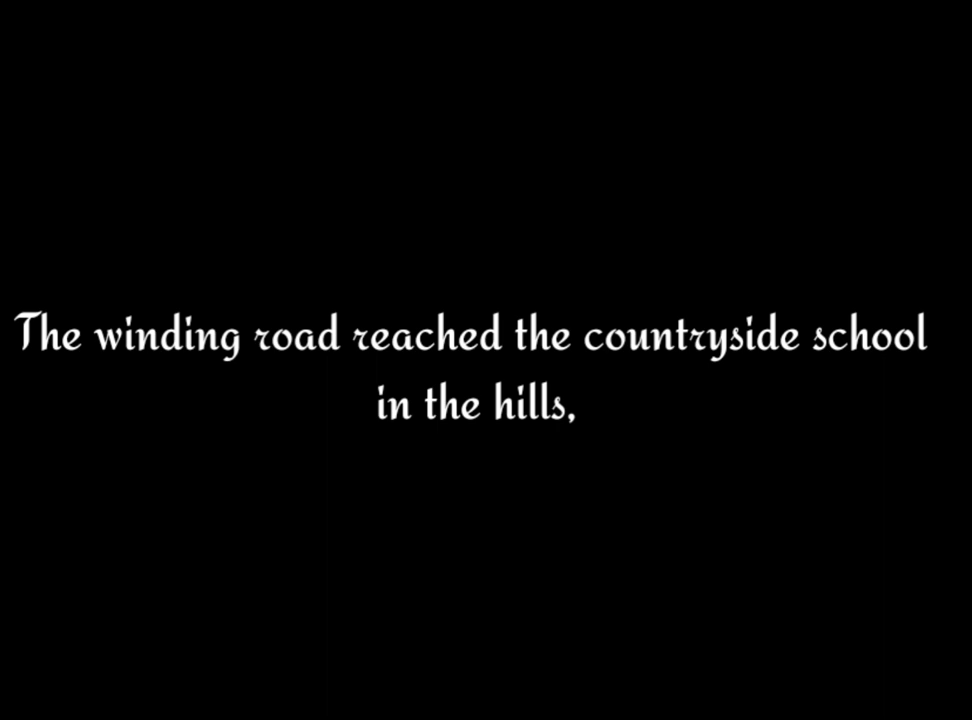 The winding road reached the countryside school
in the hills,